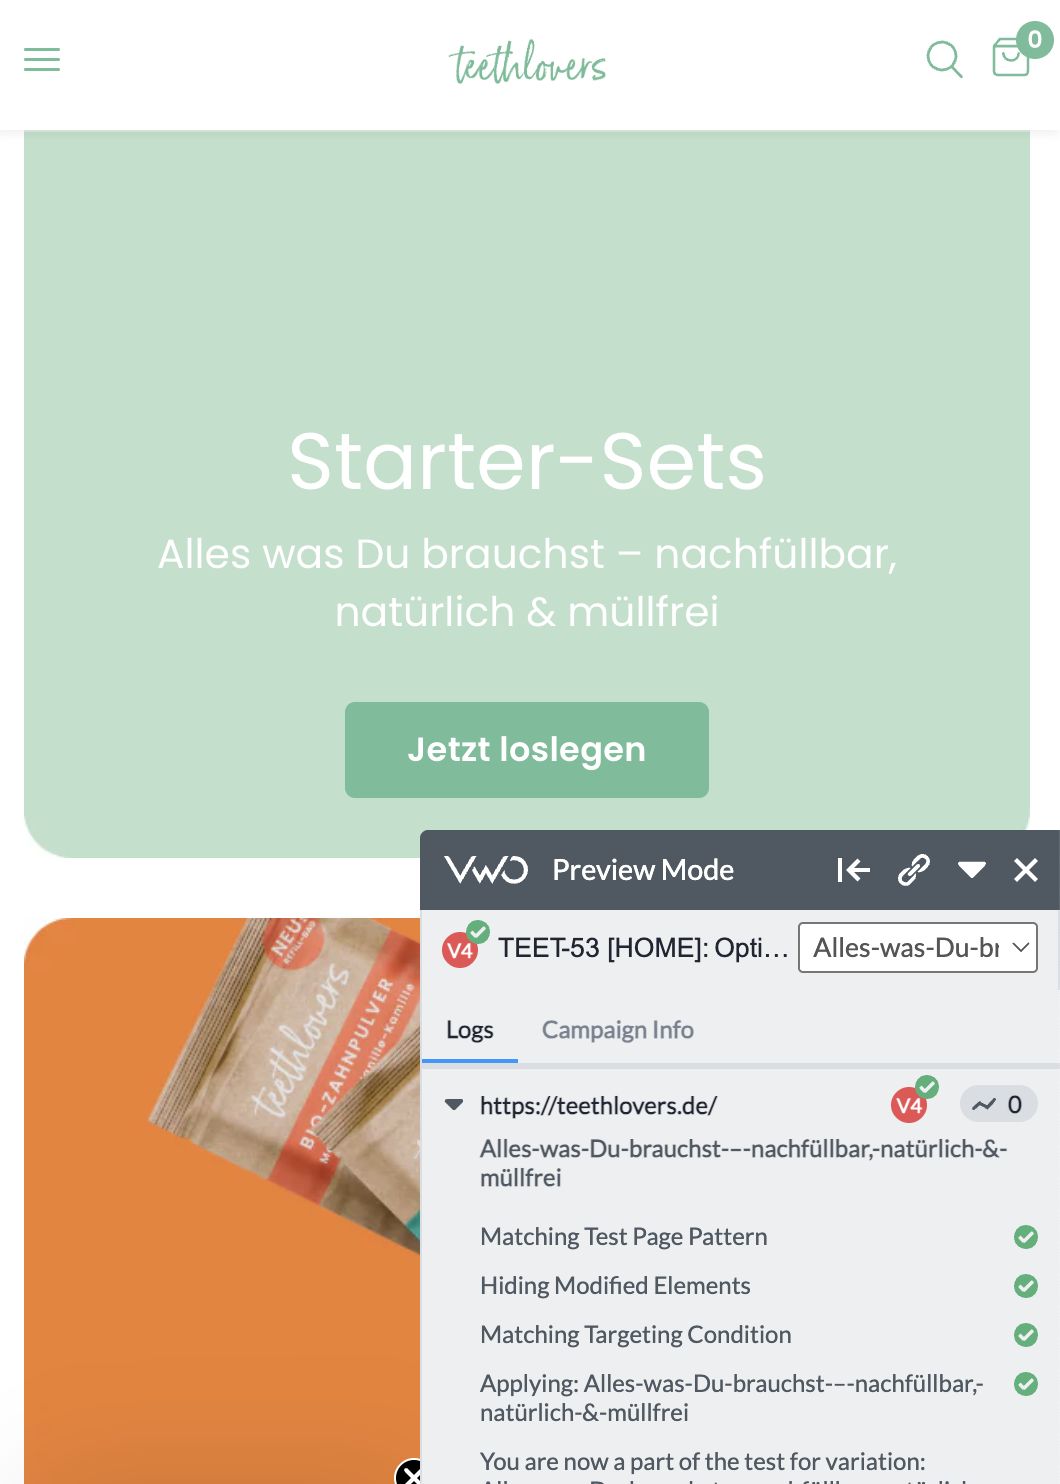 teethlovers
0
Starter-Sets
Alles was Du brauchst – nachfüllbar,
natürlich & müllfrei
Jetzt loslegen
VWO Preview Mode
V4 TEET-53 [HOME]: Opti... Alles-was-Du-br
Logs Campaign Info
https://teethlovers.de/ V4 0
Alles-was-Du-brauchst-–-nachfüllbar,-natürlich-&-
müllfrei
Matching Test Page Pattern
Hiding Modified Elements
Matching Targeting Condition
Applying: Alles-was-Du-brauchst-–-nachfüllbar,-
natürlich-&-müllfrei
You are now a part of the test for variation:
NEU
REFILL-BAG
teethlovers
BIO-ZAHNPULVER